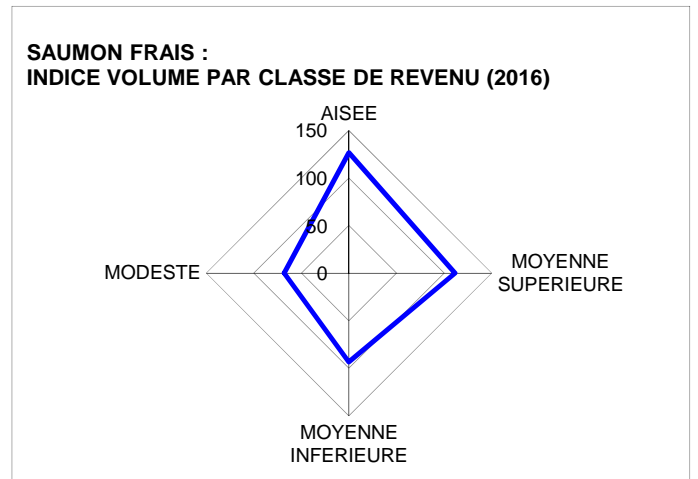 SAUMON FRAIS :
INDICE VOLUME PAR CLASSE DE REVENU (2016)
AISEE
150
100
50
0
MODESTE
MOYENNE
SUPERIEURE
MOYENNE
INFERIEURE